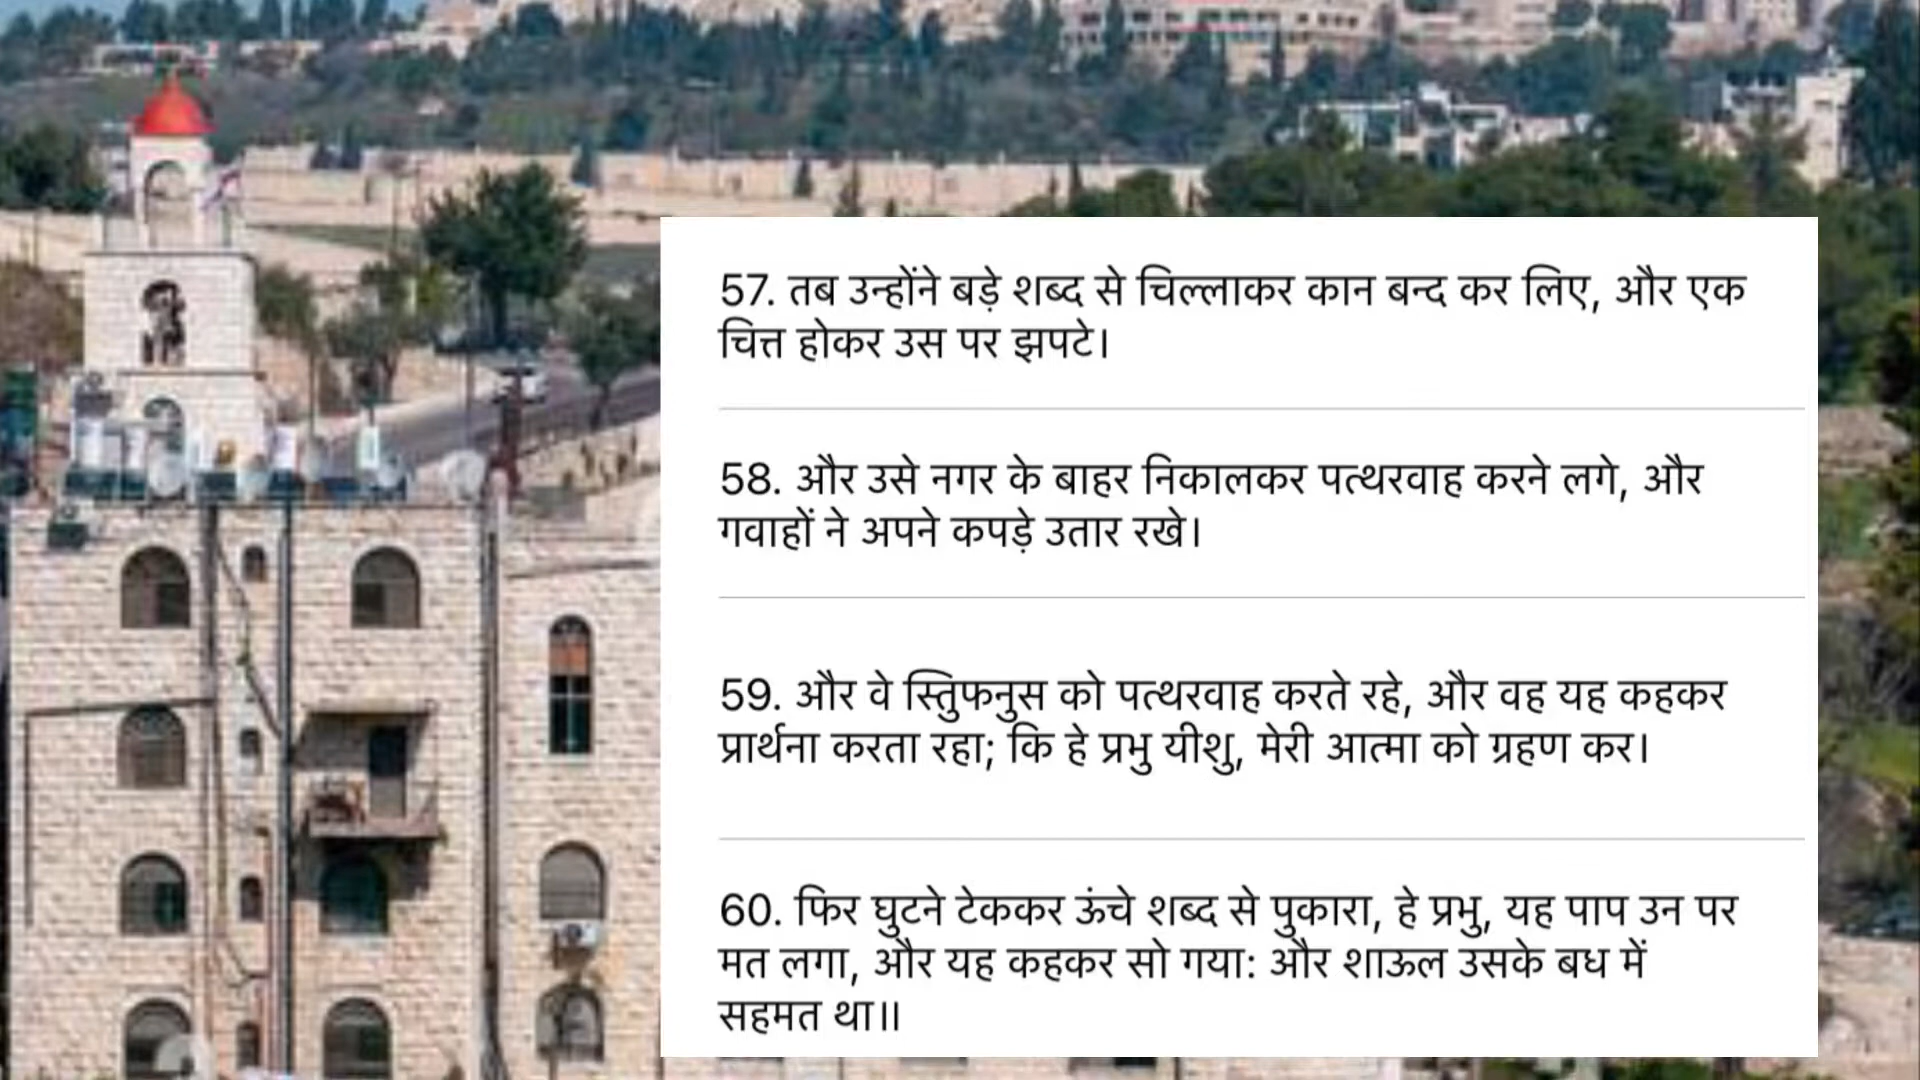 57. तब उन्होंने बड़े शब्द से चिल्लाकर कान बन्द कर लिए, और एक
चित्त होकर उस पर झपटे।
58. और उसे नगर के बाहर निकालकर पत्थरवाह करने लगे, और
गवाहों ने अपने कपड़े उतार रखे।
59. और वे स्तिुफनुस को पत्थरवाह करते रहे, और वह यह कहकर
प्रार्थना करता रहा; कि हे प्रभु यीशु, मेरी आत्मा को ग्रहण कर।
60. फिर घुटने टेककर ऊंचे शब्द से पुकारा, हे प्रभु, यह पाप उन पर
मत लगा, और यह कहकर सो गया: और शाऊल उसके बध में
सहमत था॥